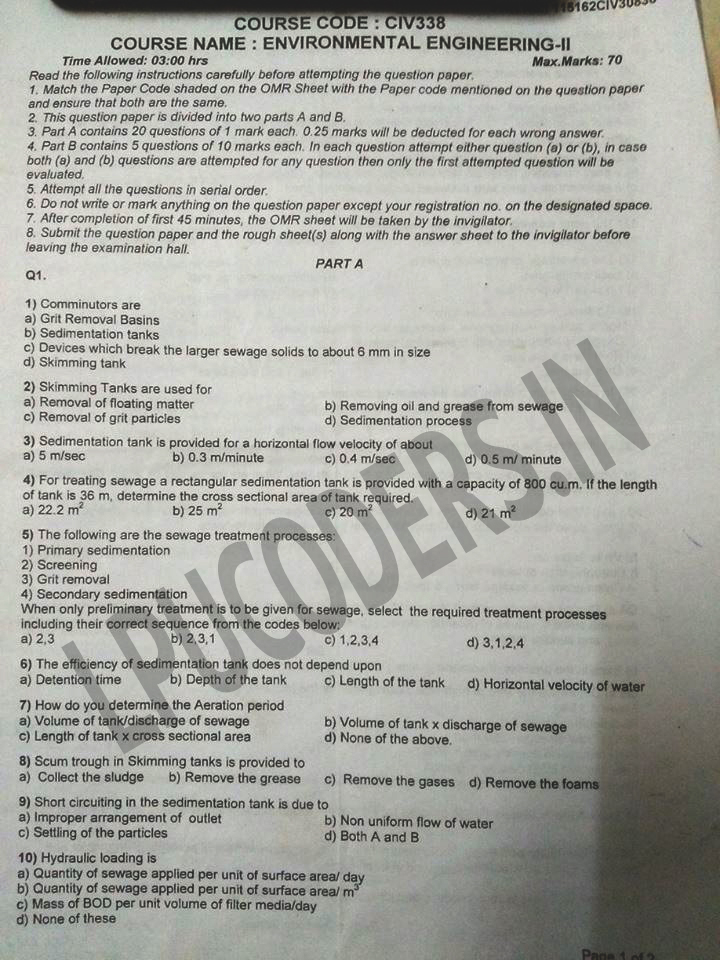 115162CIV30836
COURSE CODE : CIV338
COURSE NAME : ENVIRONMENTAL ENGINEERING-II
Time Allowed: 03:00 hrs Max.Marks: 70
Read the following instructions carefully before attempting the question paper.
1. Match the Paper Code shaded on the OMR Sheet with the Paper code mentioned on the question paper
and ensure that both are the same.
2. This question paper is divided into two parts A and B.
3. Part A contains 20 questions of 1 mark each. 0.25 marks will be deducted for each wrong answer.
4. Part B contains 5 questions of 10 marks each. In each question attempt either question (a) or (b), in case
both (a) and (b) questions are attempted for any question then only the first attempted question will be
evaluated.
5. Attempt all the questions in serial order.
6. Do not write or mark anything on the question paper except your registration no. on the designated space.
7. After completion of first 45 minutes, the OMR sheet will be taken by the invigilator.
8. Submit the question paper and the rough sheet(s) along with the answer sheet to the invigilator before
leaving the examination hall.
PART A
Q1.
1) Comminutors are
a) Grit Removal Basins
b) Sedimentation tanks
c) Devices which break the larger sewage solids to about 6 mm in size
d) Skimming tank
2) Skimming Tanks are used for
a) Removal of floating matter b) Removing oil and grease from sewage
c) Removal of grit particles d) Sedimentation process
3) Sedimentation tank is provided for a horizontal flow velocity of about
a) 5 m/sec b) 0.3 m/minute c) 0.4 m/sec d) 0.5 m/ minute
4) For treating sewage a rectangular sedimentation tank is provided with a capacity of 800 cu.m. If the length
of tank is 36 m, determine the cross sectional area of tank required.
a) 22.2 m² b) 25 m² c) 20 m² d) 21 m²
5) The following are the sewage treatment processes:
1) Primary sedimentation
2) Screening
3) Grit removal
4) Secondary sedimentation
When only preliminary treatment is to be given for sewage, select the required treatment processes
including their correct sequence from the codes below:
a) 2,3 b) 2,3,1 c) 1,2,3,4 d) 3,1,2,4
6) The efficiency of sedimentation tank does not depend upon
a) Detention time b) Depth of the tank c) Length of the tank d) Horizontal velocity of water
7) How do you determine the Aeration period
a) Volume of tank/discharge of sewage b) Volume of tank x discharge of sewage
c) Length of tank x cross sectional area d) None of the above.
8) Scum trough in Skimming tanks is provided to
a) Collect the sludge b) Remove the grease c) Remove the gases d) Remove the foams
9) Short circuiting in the sedimentation tank is due to
a) Improper arrangement of outlet b) Non uniform flow of water
c) Settling of the particles d) Both A and B
10) Hydraulic loading is
a) Quantity of sewage applied per unit of surface area/ day
b) Quantity of sewage applied per unit of surface area/ m³
c) Mass of BOD per unit volume of filter media/day
d) None of these
Page 1 of 2
LPUCODERS.IN